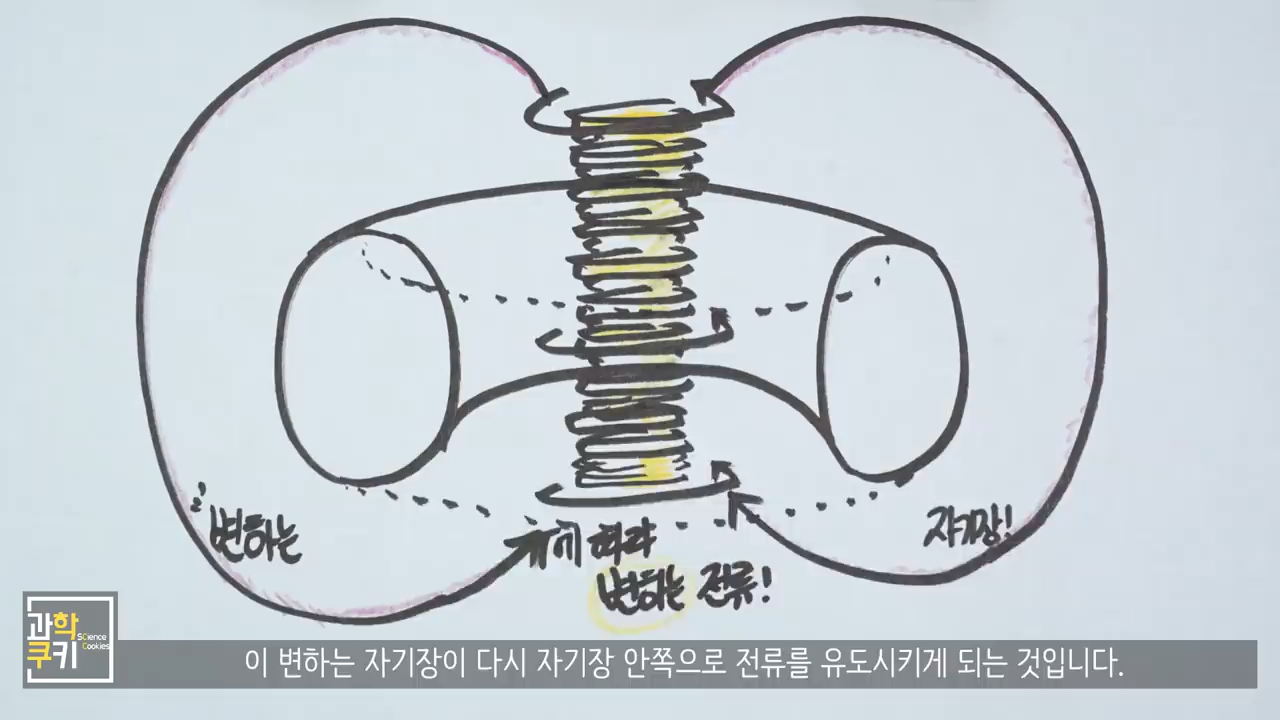 변하는
자기장!
변하는 전류!
과학
쿠키
SCience
Cookies
이 변하는 자기장이 다시 자기장 안쪽으로 전류를 유도시키게 되는 것입니다.